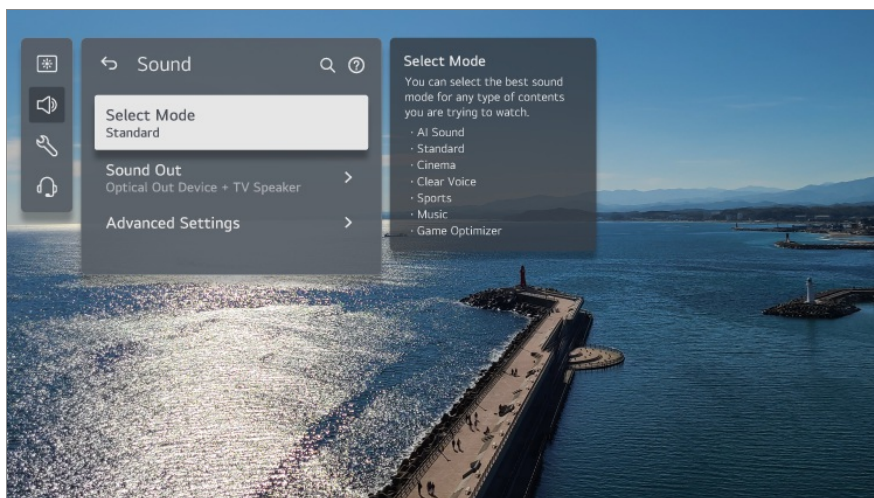 Sound
Select Mode
Standard
Sound Out
Optical Out Device + TV Speaker
Advanced Settings
Select Mode
You can select the best sound
mode for any type of contents
you are trying to watch.
· AI Sound
· Standard
· Cinema
· Clear Voice
· Sports
· Music
· Game Optimizer